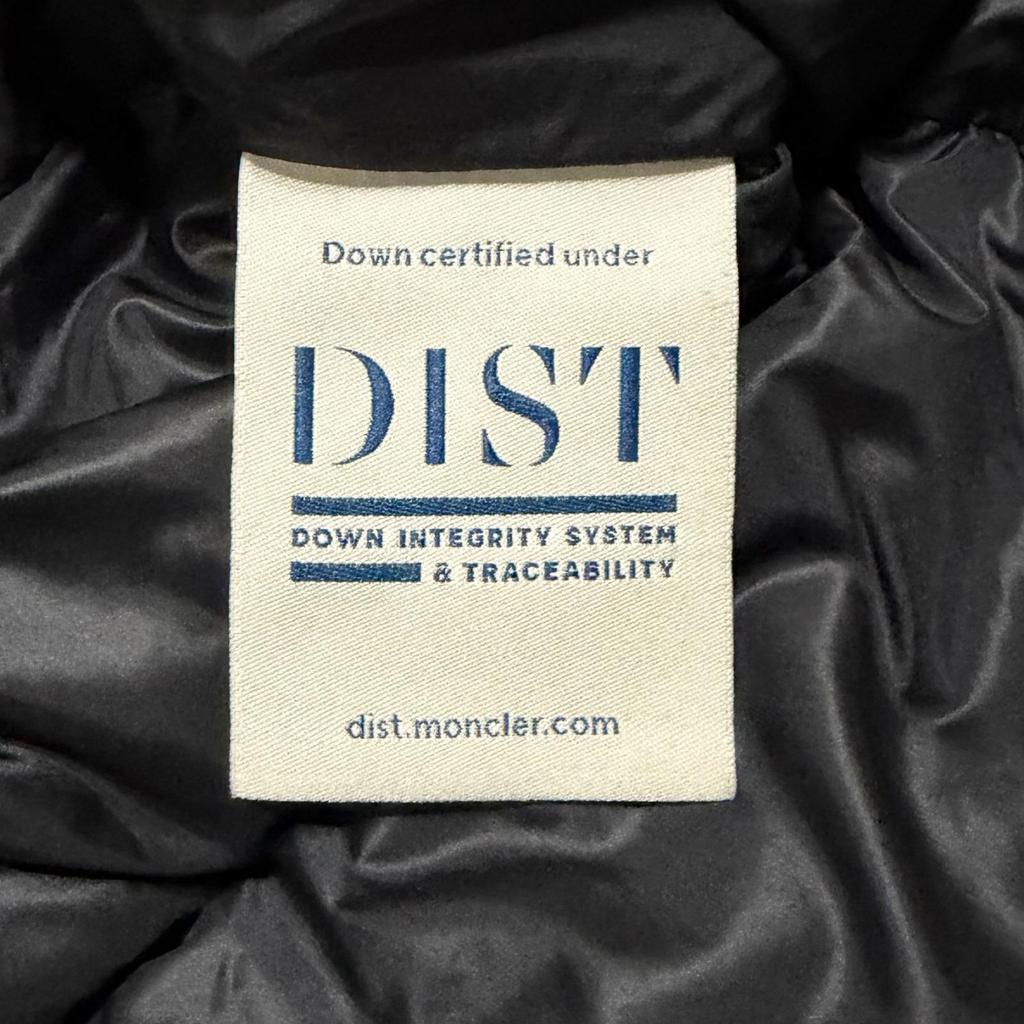 Down certified under
DIST
DOWN INTEGRITY SYSTEM
& TRACEABILITY
dist.moncler.com